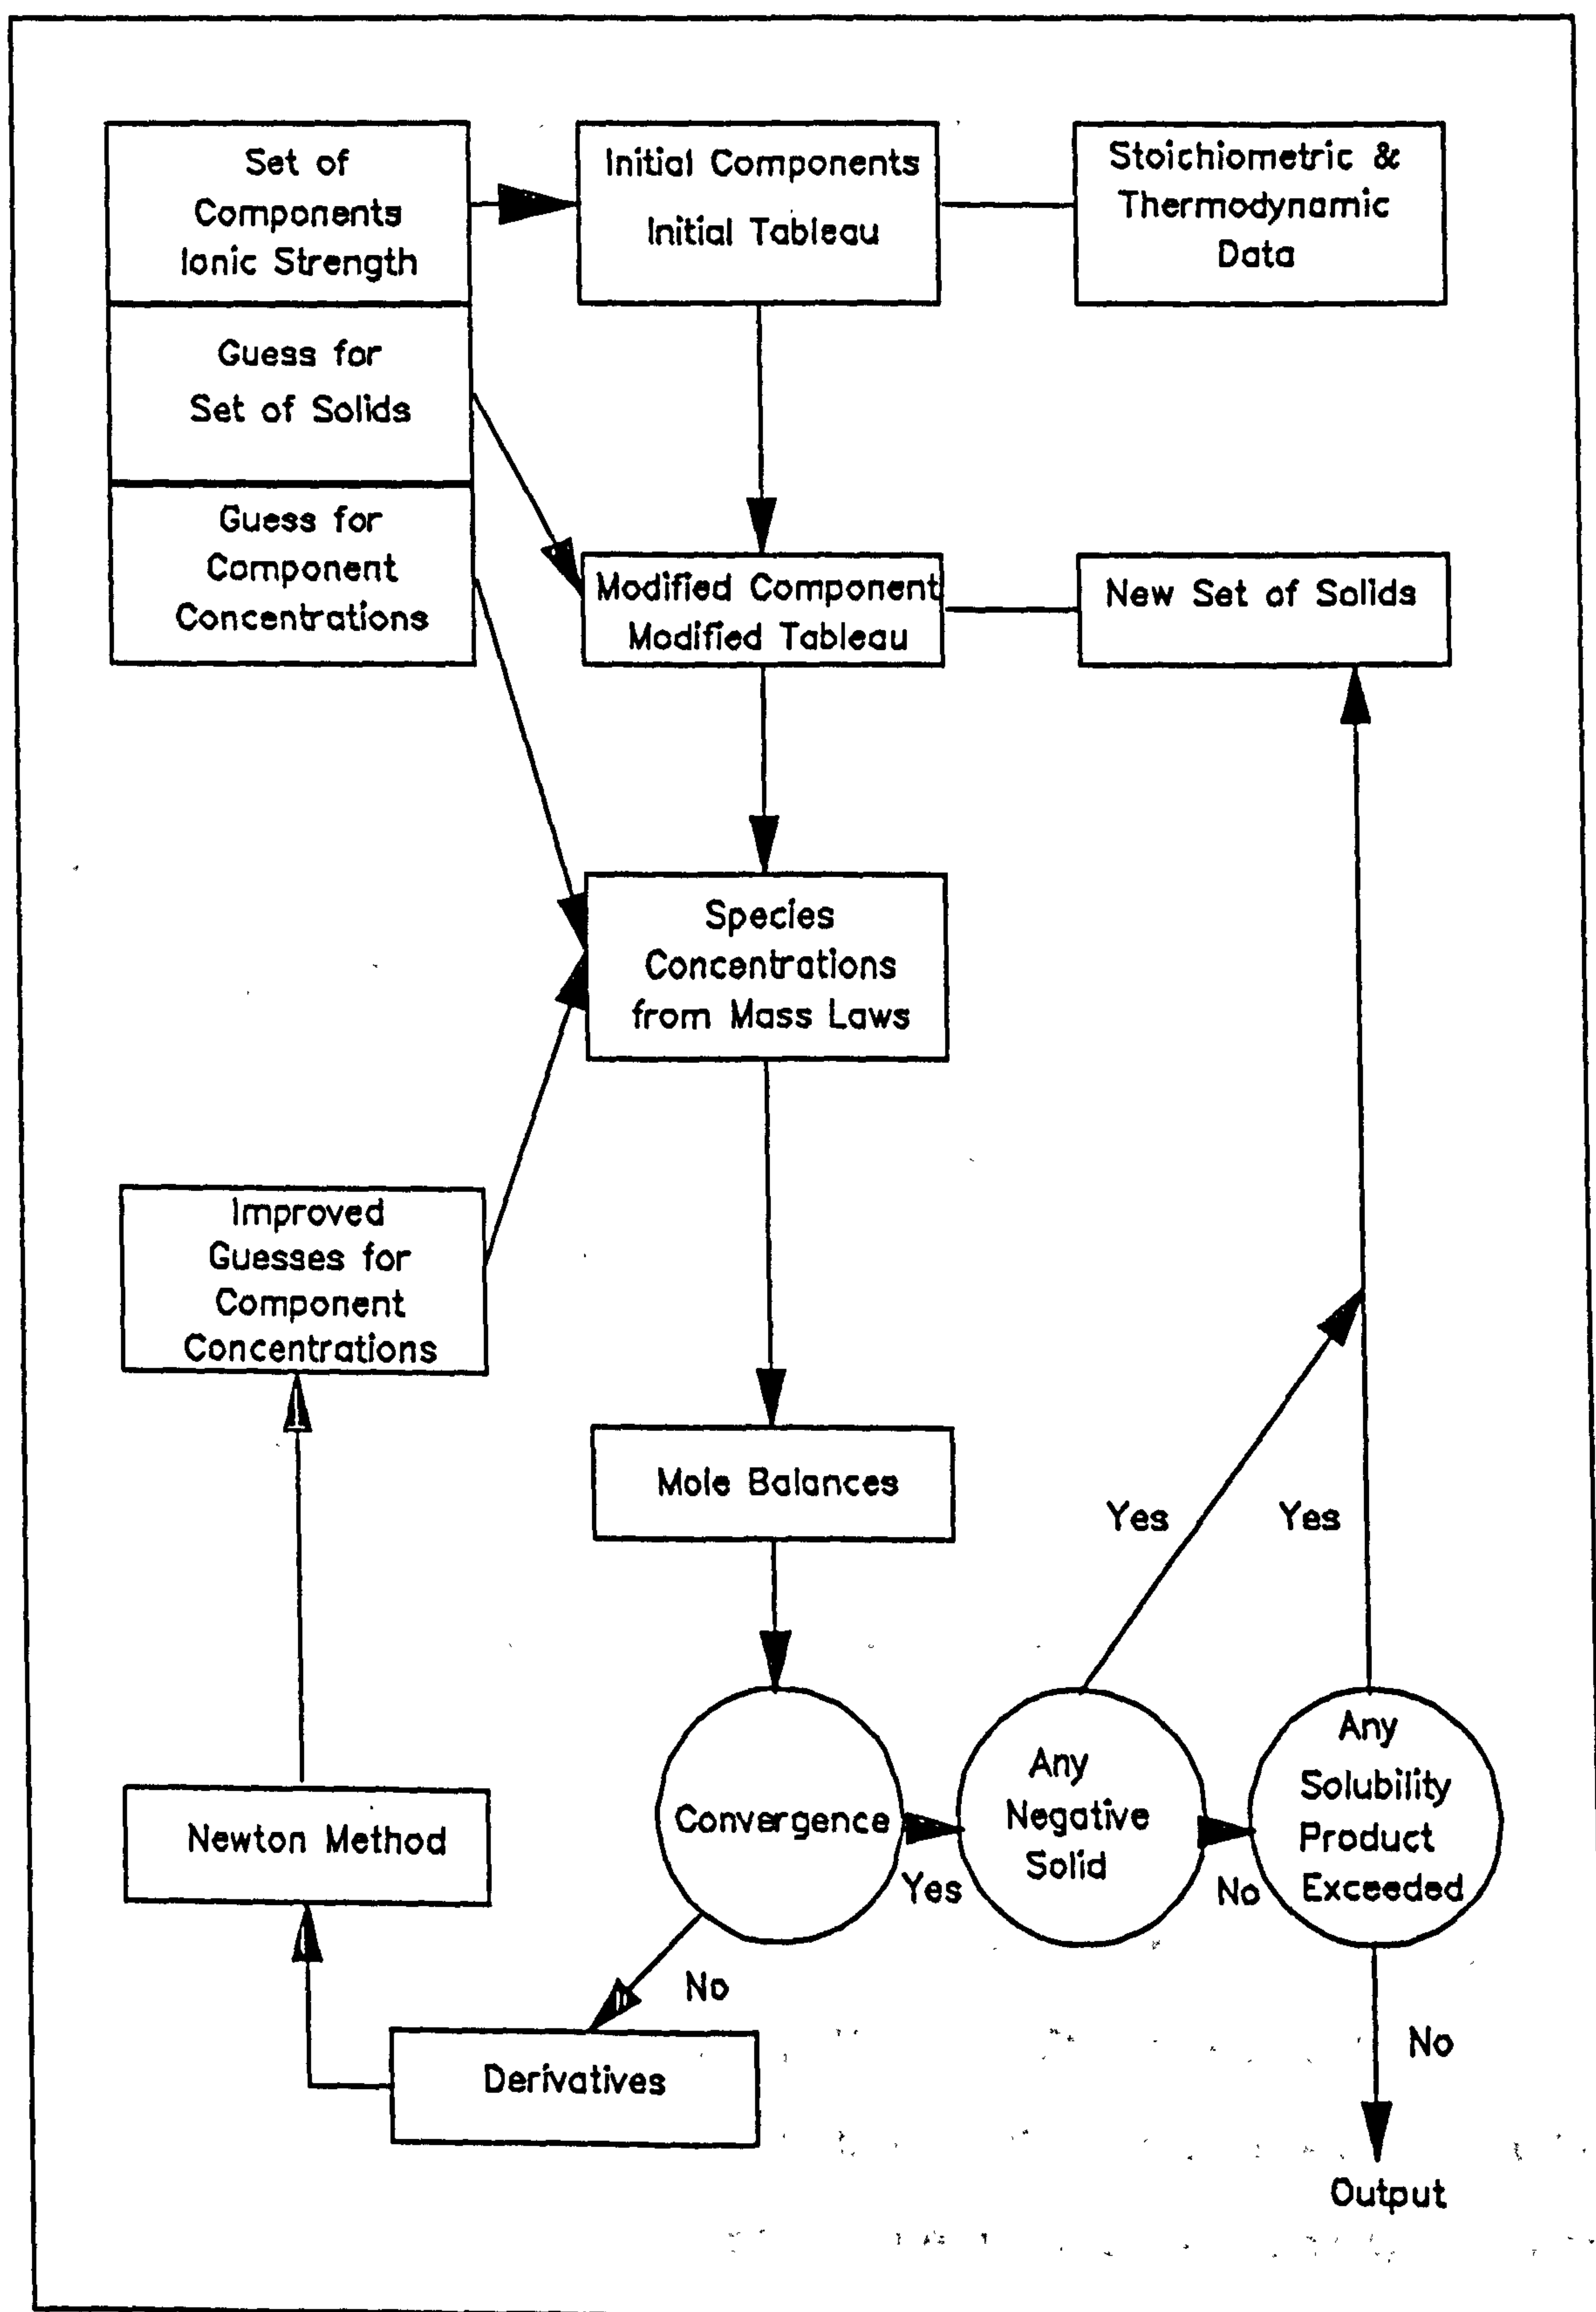 Set of
Components
Ionic Strength
Initial Components
Initial Tableau
Stoichiometric &
Thermodynamic
Data
Guess for
Set of Solids
Guess for
Component
Concentrations
Modified Component
Modified Tableau
New Set of Solids
Species
Concentrations
from Mass Laws
Improved
Guesses for
Component
Concentrations
Mole Balances
Yes
Yes
Newton Method
Convergence
Yes
Any
Negative
Solid
No
Any
Solubility
Product
Exceeded
No
Derivatives
No
Output